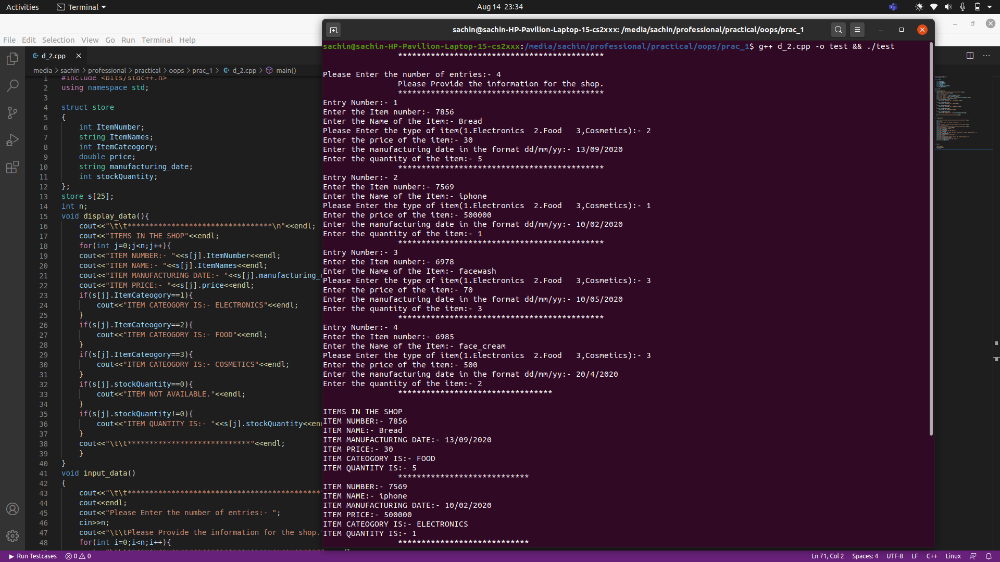 Activities
Terminal
Aug 14 23:34
File Edit Selection View Go Run Terminal Help
d_2.cpp
media > sachin > professional > practical > oops > prac_1 > d_2.cpp > main()
1 #include <bits/stdc++.h>
2 using namespace std;
3
4 struct store
5 {
6 int ItemNumber;
7 string ItemNames;
8 int ItemCateogory;
9 double price;
10 string manufacturing_date;
11 int stockQuantity;
12 };
13 store s[25];
14 int n;
15 void display_data(){
16 cout<<"\t\t*********************************\n"<<endl;
17 cout<<"ITEMS IN THE SHOP"<<endl;
18 for(int j=0;j<n;j++){
19 cout<<"ITEM NUMBER:- "<<s[j].ItemNumber<<endl;
20 cout<<"ITEM NAME:- "<<s[j].ItemNames<<endl;
21 cout<<"ITEM MANUFACTURING DATE:- "<<s[j].manufacturing_
22 cout<<"ITEM PRICE:- "<<s[j].price<<endl;
23 if(s[j].ItemCateogory==1){
24 cout<<"ITEM CATEOGORY IS:- ELECTRONICS"<<endl;
25 }
26 if(s[j].ItemCateogory==2){
27 cout<<"ITEM CATEOGORY IS:- FOOD"<<endl;
28 }
29 if(s[j].ItemCateogory==3){
30 cout<<"ITEM CATEOGORY IS:- COSMETICS"<<endl;
31 }
32 if(s[j].stockQuantity==0){
33 cout<<"ITEM NOT AVAILABLE."<<endl;
34 }
35 if(s[j].stockQuantity!=0){
36 cout<<"ITEM QUANTITY IS:- "<<s[j].stockQuantity<<en
37 }
38 cout<<"\t\t****************************"<<endl;
39 }
40 }
41 void input_data()
42 {
43 cout<<"\t\t********************************************
44 cout<<endl;
45 cout<<"Please Enter the number of entries:- ";
46 cin>>n;
47 cout<<"\t\tPlease Provide the information for the shop.
48 for(int i=0;i<n;i++){
sachin@sachin-HP-Pavilion-Laptop-15-cs2xxx: /media/sachin/professional/practical/oops/prac_1
sachin@sachin-HP-Pavilion-Laptop-15-cs2xxx:/media/sachin/professional/practical/oops/prac_1$ g++ d_2.cpp -o test && ./test
********************************************
Please Enter the number of entries:- 4
Please Provide the information for the shop.
********************************************
Entry Number:- 1
Enter the Item number:- 7856
Enter the Name of the Item:- Bread
Please Enter the type of item(1.Electronics 2.Food 3,Cosmetics):- 2
Enter the price of the item:- 30
Enter the manufacturing date in the format dd/mm/yy:- 13/09/2020
Enter the quantity of the item:- 5
********************************************
Entry Number:- 2
Enter the Item number:- 7569
Enter the Name of the Item:- iphone
Please Enter the type of item(1.Electronics 2.Food 3,Cosmetics):- 1
Enter the price of the item:- 500000
Enter the manufacturing date in the format dd/mm/yy:- 10/02/2020
Enter the quantity of the item:- 1
********************************************
Entry Number:- 3
Enter the Item number:- 6978
Enter the Name of the Item:- facewash
Please Enter the type of item(1.Electronics 2.Food 3,Cosmetics):- 3
Enter the price of the item:- 70
Enter the manufacturing date in the format dd/mm/yy:- 10/05/2020
Enter the quantity of the item:- 3
********************************************
Entry Number:- 4
Enter the Item number:- 6985
Enter the Name of the Item:- face_cream
Please Enter the type of item(1.Electronics 2.Food 3,Cosmetics):- 3
Enter the price of the item:- 500
Enter the manufacturing date in the format dd/mm/yy:- 20/4/2020
Enter the quantity of the item:- 2
*********************************
ITEMS IN THE SHOP
ITEM NUMBER:- 7856
ITEM NAME:- Bread
ITEM MANUFACTURING DATE:- 13/09/2020
ITEM PRICE:- 30
ITEM CATEOGORY IS:- FOOD
ITEM QUANTITY IS:- 5
****************************
ITEM NUMBER:- 7569
ITEM NAME:- iphone
ITEM MANUFACTURING DATE:- 10/02/2020
ITEM PRICE:- 500000
ITEM CATEOGORY IS:- ELECTRONICS
ITEM QUANTITY IS:- 1
****************************
Run Testcases 0 0
Ln 71, Col 2 Spaces: 4 UTF-8 LF C++ Linux